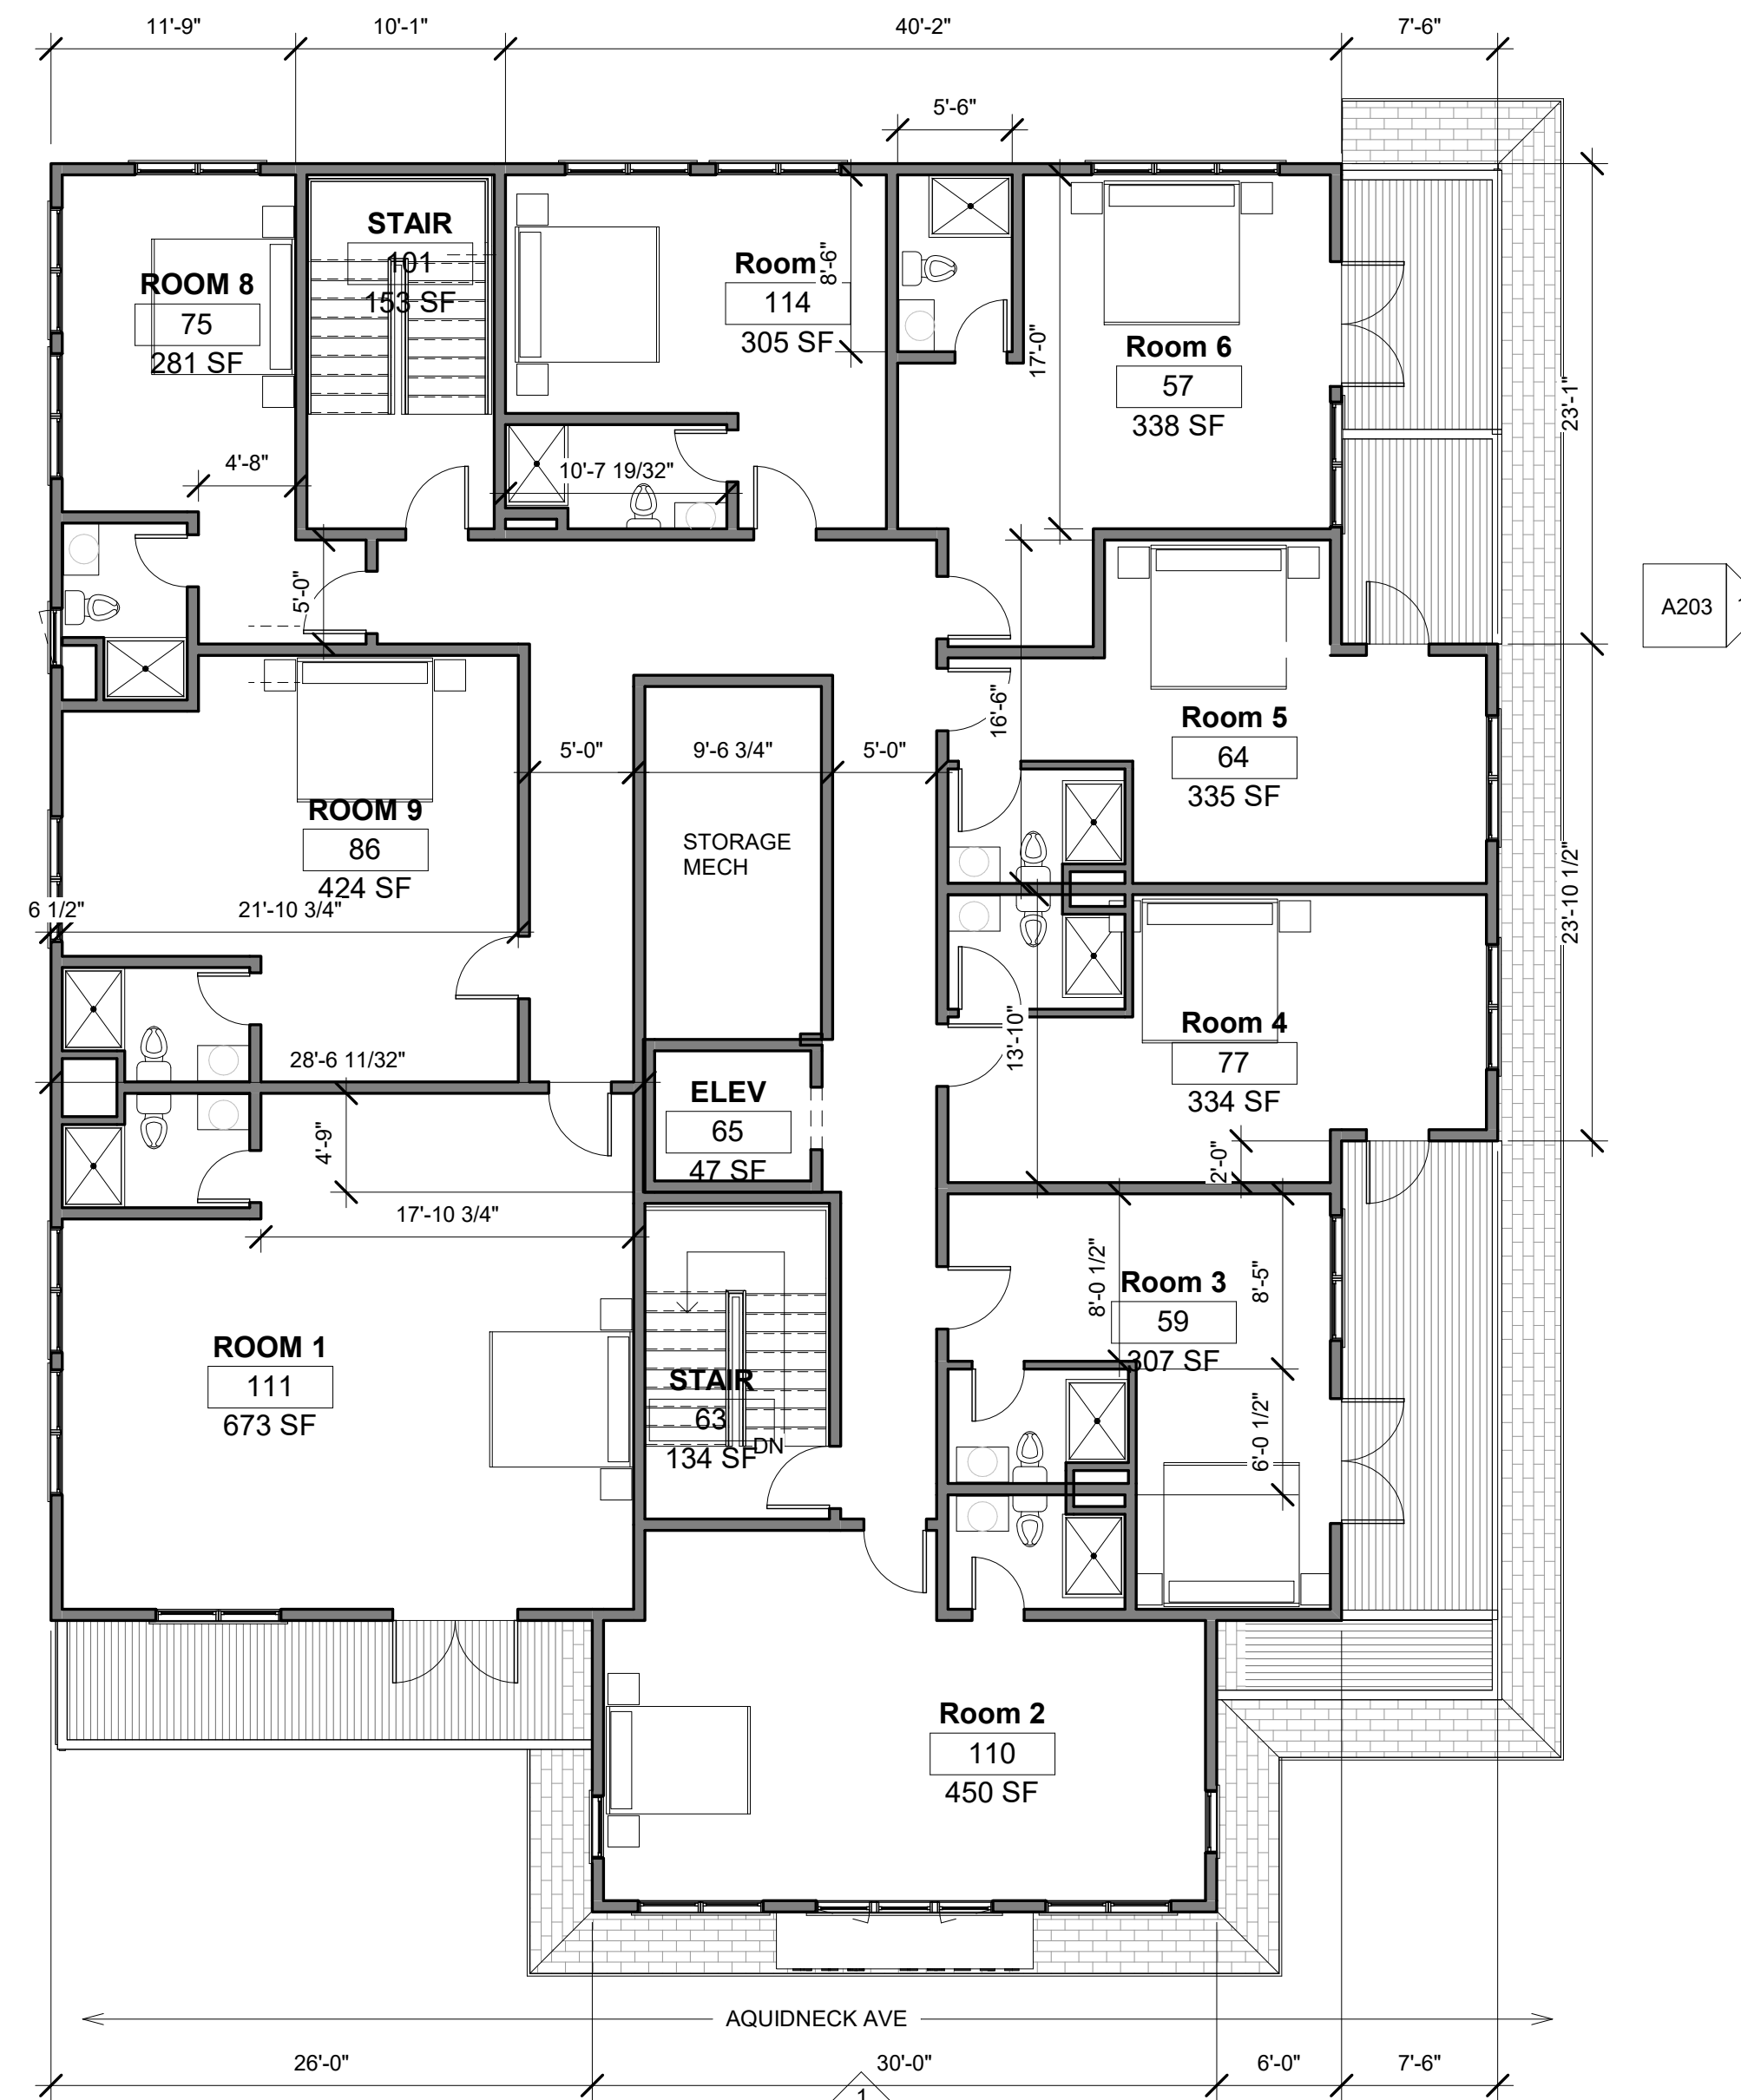 11'-9"
10'-1"
40'-2"
7'-6"
5'-6"
STAIR
101
153 SF
ROOM 8
75
281 SF
Room
114
305 SF
8'-6"
17'-0"
Room 6
57
338 SF
23'-1"
4'-8"
10'-7 19/32"
5'-0"
A203
16'-6"
Room 5
64
335 SF
5'-0"
9'-6 3/4"
5'-0"
ROOM 9
86
424 SF
STORAGE
MECH
6 1/2"
21'-10 3/4"
23'-10 1/2"
28'-6 11/32"
13'-10"
Room 4
77
334 SF
ELEV
65
47 SF
4'-9"
2'-0"
17'-10 3/4"
8'-0 1/2"
Room 3
59
307 SF
8'-5"
ROOM 1
111
673 SF
STAIR
63
134 SF
DN
6'-0 1/2"
Room 2
110
450 SF
AQUIDNECK AVE
26'-0"
30'-0"
6'-0"
7'-6"
1